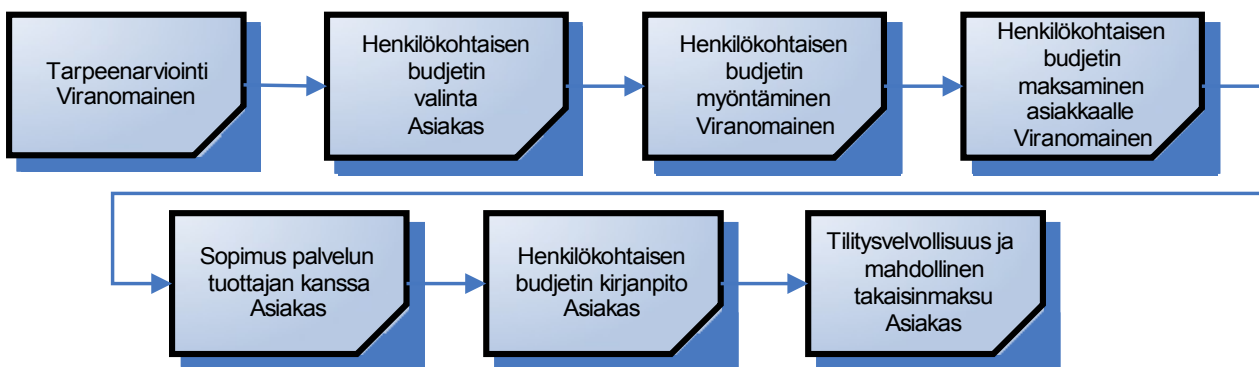 Tarpeenarviointi
Viranomainen
Henkilökohtaisen
budjetin
valinta
Asiakas
Henkilökohtaisen
budjetin
myöntäminen
Viranomainen
Henkilökohtaisen
budjetin
maksaminen
asiakkaalle
Viranomainen
Sopimus palvelun
tuottajan kanssa
Asiakas
Henkilökohtaisen
budjetin kirjanpito
Asiakas
Tilitysvelvollisuus ja
mahdollinen
takaisinmaksu
Asiakas